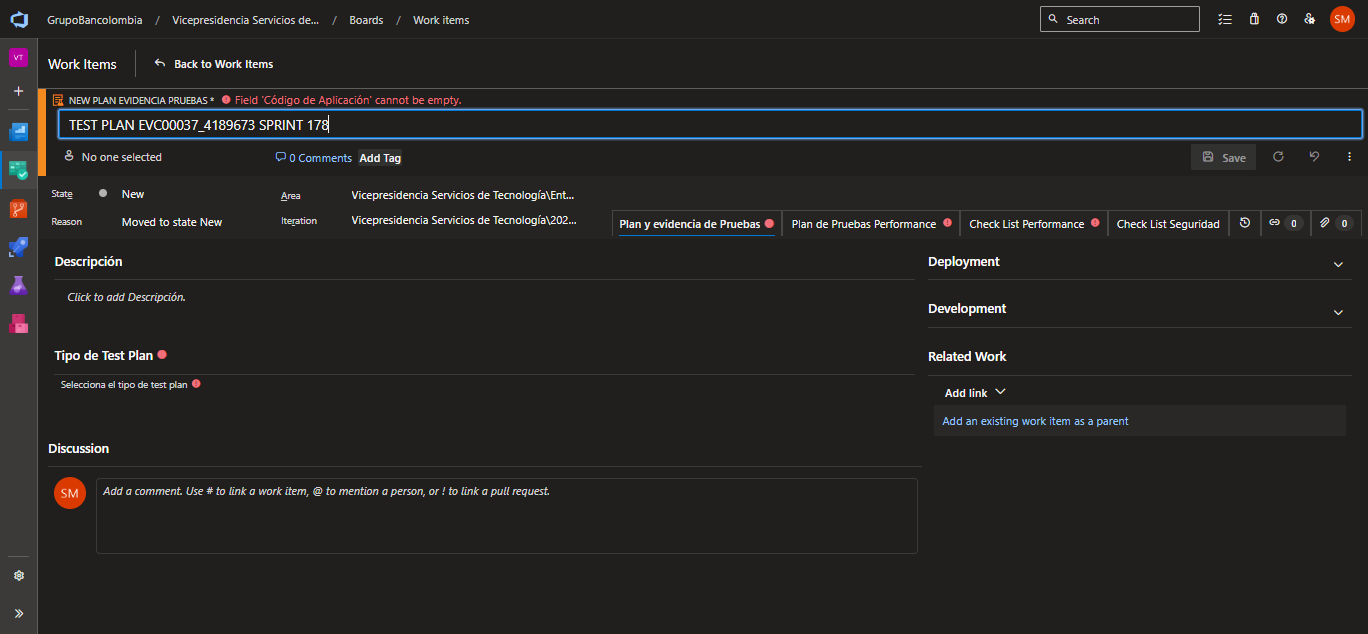 GrupoBancolombia / Vicepresidencia Servicios de... / Boards / Work items
Search
SM
VT
Work Items
Back to Work Items
NEW PLAN EVIDENCIA PRUEBAS * Field 'Código de Aplicación' cannot be empty.
TEST PLAN EVC00037_4189673 SPRINT 178
No one selected
0 Comments
Add Tag
Save
State
New
Area
Vicepresidencia Servicios de Tecnología\Ent...
Reason
Moved to state New
Iteration
Vicepresidencia Servicios de Tecnología\202...
Plan y evidencia de Pruebas
Plan de Pruebas Performance
Check List Performance
Check List Seguridad
0
0
Descripción
Click to add Descripción.
Tipo de Test Plan
Selecciona el tipo de test plan
Discussion
SM
Add a comment. Use # to link a work item, @ to mention a person, or ! to link a pull request.
Deployment
Development
Related Work
Add link
Add an existing work item as a parent